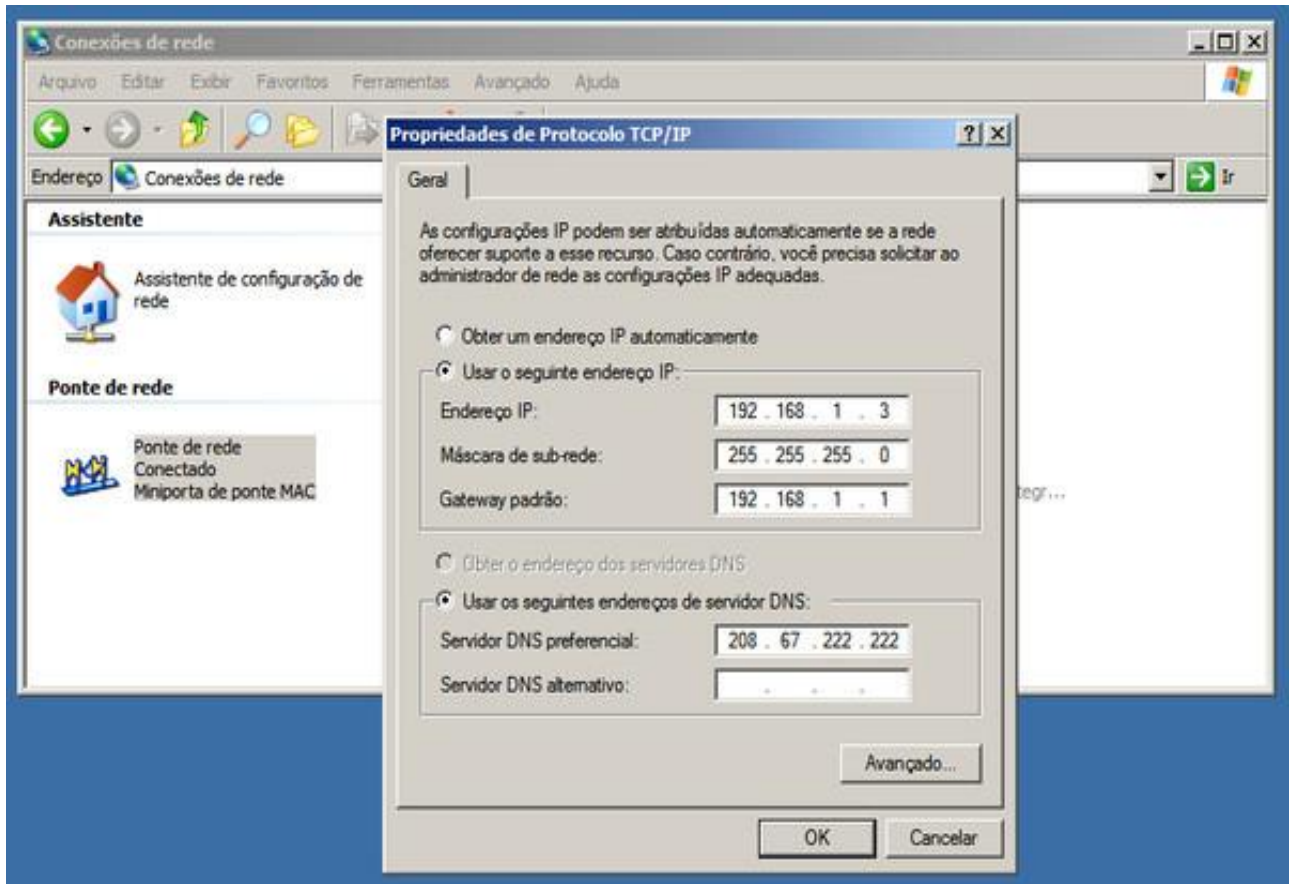 Conexões de rede
Arquivo Editar Exibir Favoritos Ferramentas Avançado Ajuda
Endereço Conexões de rede
Ir
Assistente
Assistente de configuração de
rede
Ponte de rede
Ponte de rede
Conectado
Miniporta de ponte MAC
tegr...
Propriedades de Protocolo TCP/IP
Geral
As configurações IP podem ser atribuídas automaticamente se a rede
oferecer suporte a esse recurso. Caso contrário, você precisa solicitar ao
administrador de rede as configurações IP adequadas.
Obter um endereço IP automaticamente
Usar o seguinte endereço IP:
Endereço IP: 192 . 168 . 1 . 3
Máscara de sub-rede: 255 . 255 . 255 . 0
Gateway padrão: 192 . 168 . 1 . 1
Obter o endereço dos servidores DNS
Usar os seguintes endereços de servidor DNS:
Servidor DNS preferencial: 208 . 67 . 222 . 222
Servidor DNS alternativo: . . .
Avançado...
OK Cancelar